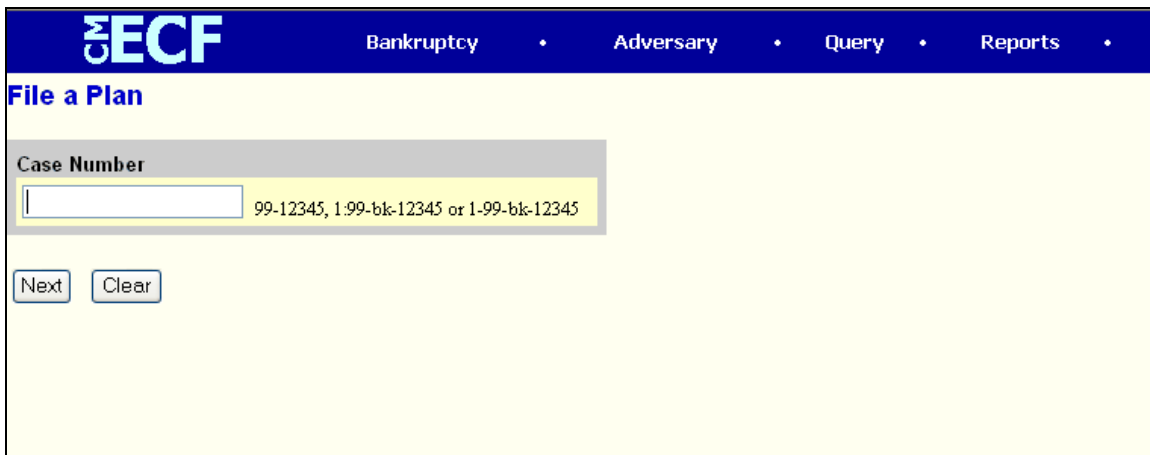 CM ECF Bankruptcy • Adversary • Query • Reports •
File a Plan
Case Number
99-12345, 1:99-bk-12345 or 1-99-bk-12345
Next Clear